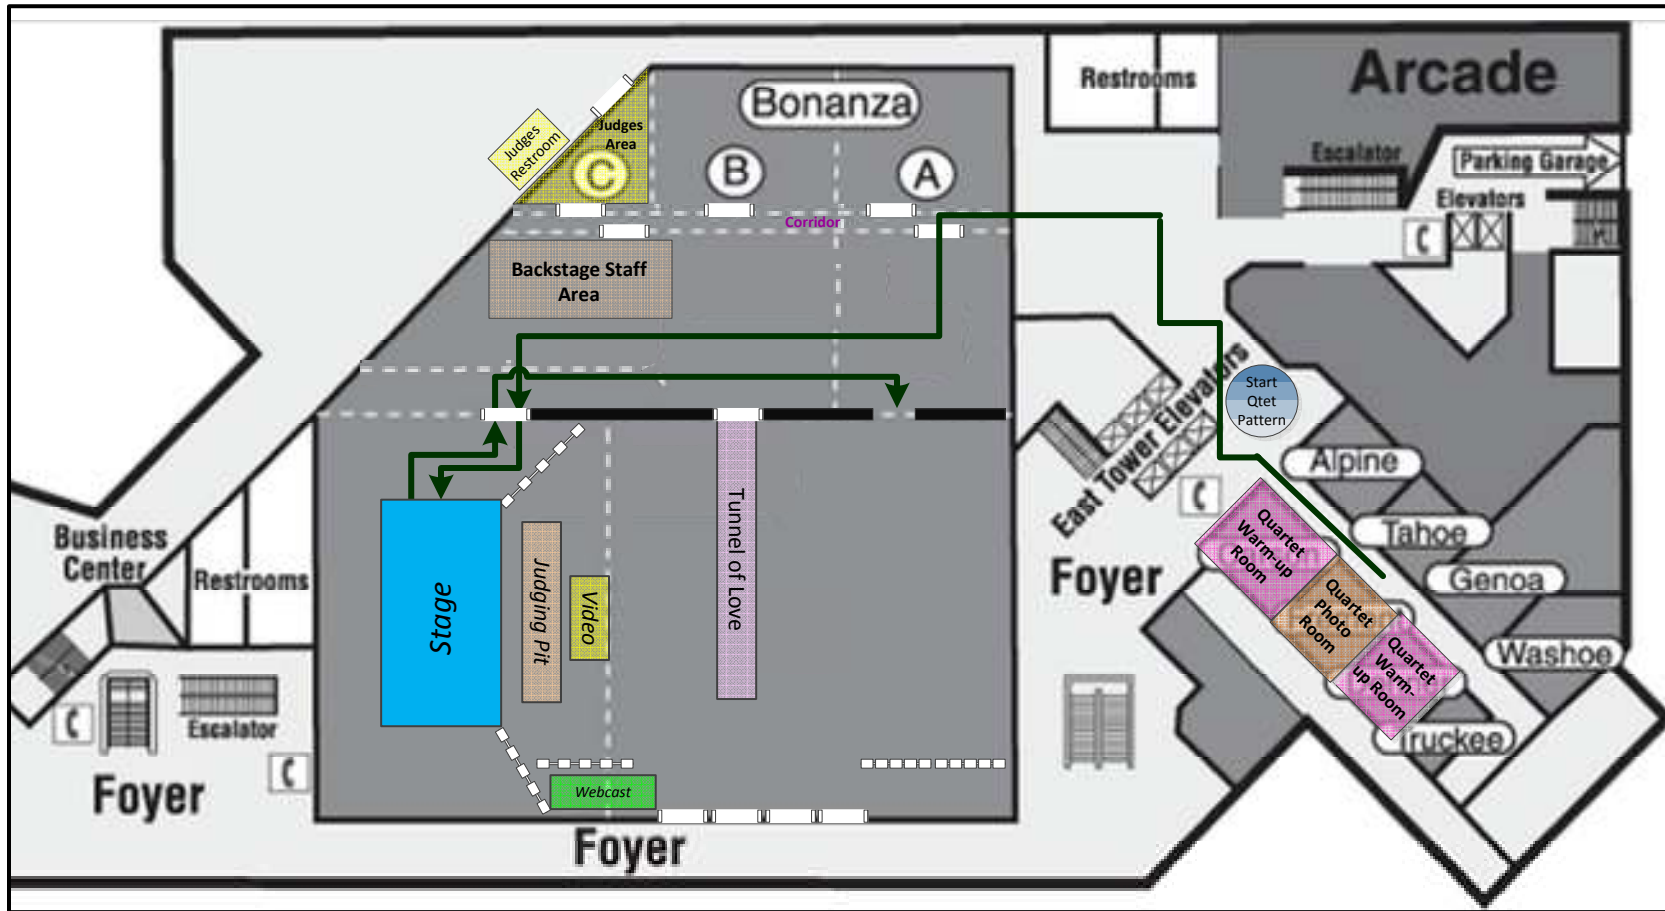 Arcade
Restrooms
Bonanza
Judges
Area
Judges
Restroom
C
B
A
Escalator
Parking Garage
Elevators
Corridor
Backstage Staff
Area
Start
Qtet
Pattern
East Tower Elevators
Alpine
Tahoe
Genoa
Washoe
Truckee
Quartet
Warm-up
Room
Quartet
Photo
Room
Quartet
Warm-
up Room
Foyer
Business
Center
Restrooms
Stage
Judging Pit
Video
Tunnel of Love
Escalator
Foyer
Webcast
Foyer